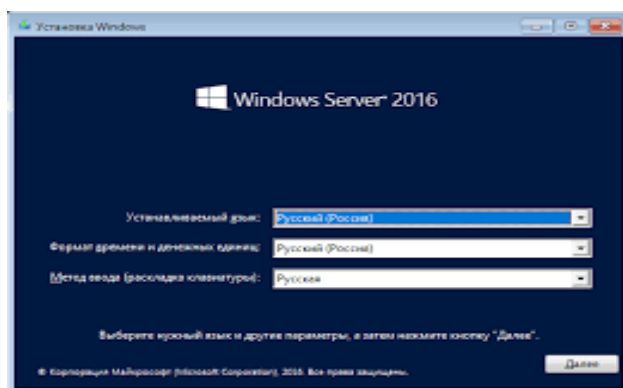 Установка Windows
Windows Server® 2016
Устанавливаемый язык: Русский (Россия)
Формат времени и денежных единиц: Русский (Россия)
Метод ввода (раскладка клавиатуры): Русская
Выберите нужный язык и другие параметры, а затем нажмите кнопку "Далее".
© Корпорация Майкрософт (Microsoft Corporation), 2016. Все права защищены.
Далее